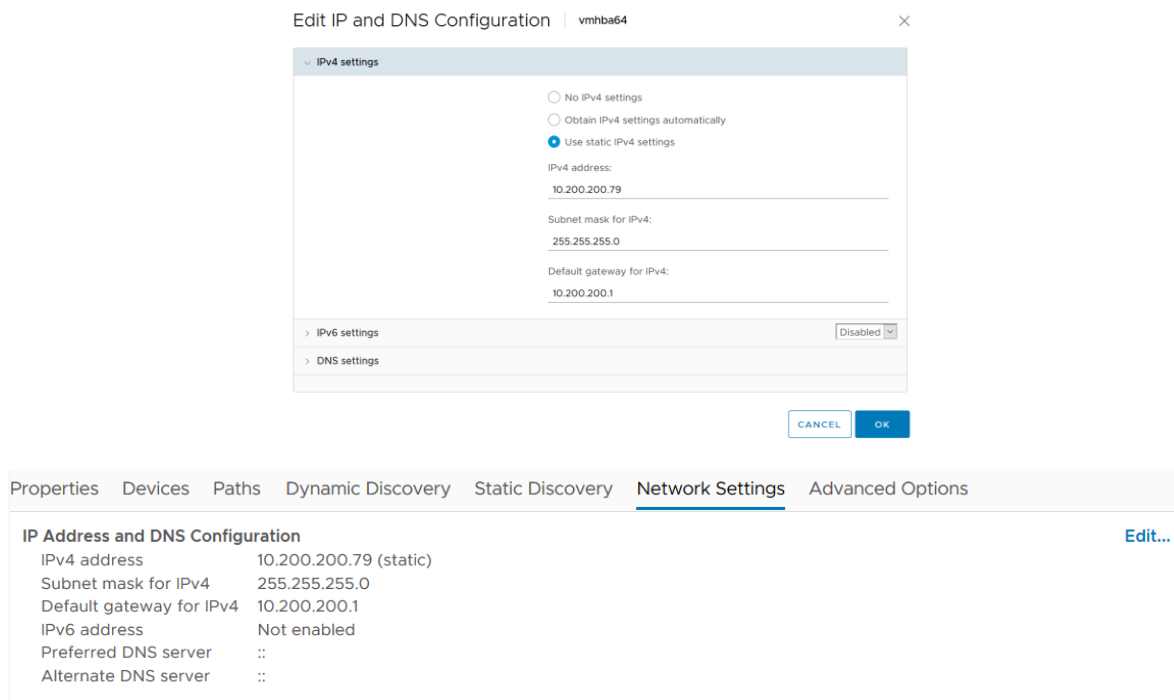 Edit IP and DNS Configuration vmhba64
IPv4 settings
No IPv4 settings
Obtain IPv4 settings automatically
Use static IPv4 settings
IPv4 address:
10.200.200.79
Subnet mask for IPv4:
255.255.255.0
Default gateway for IPv4:
10.200.200.1
IPv6 settings Disabled
DNS settings
CANCEL OK
Properties Devices Paths Dynamic Discovery Static Discovery Network Settings Advanced Options
IP Address and DNS Configuration Edit...
IPv4 address 10.200.200.79 (static)
Subnet mask for IPv4 255.255.255.0
Default gateway for IPv4 10.200.200.1
IPv6 address Not enabled
Preferred DNS server ::
Alternate DNS server ::